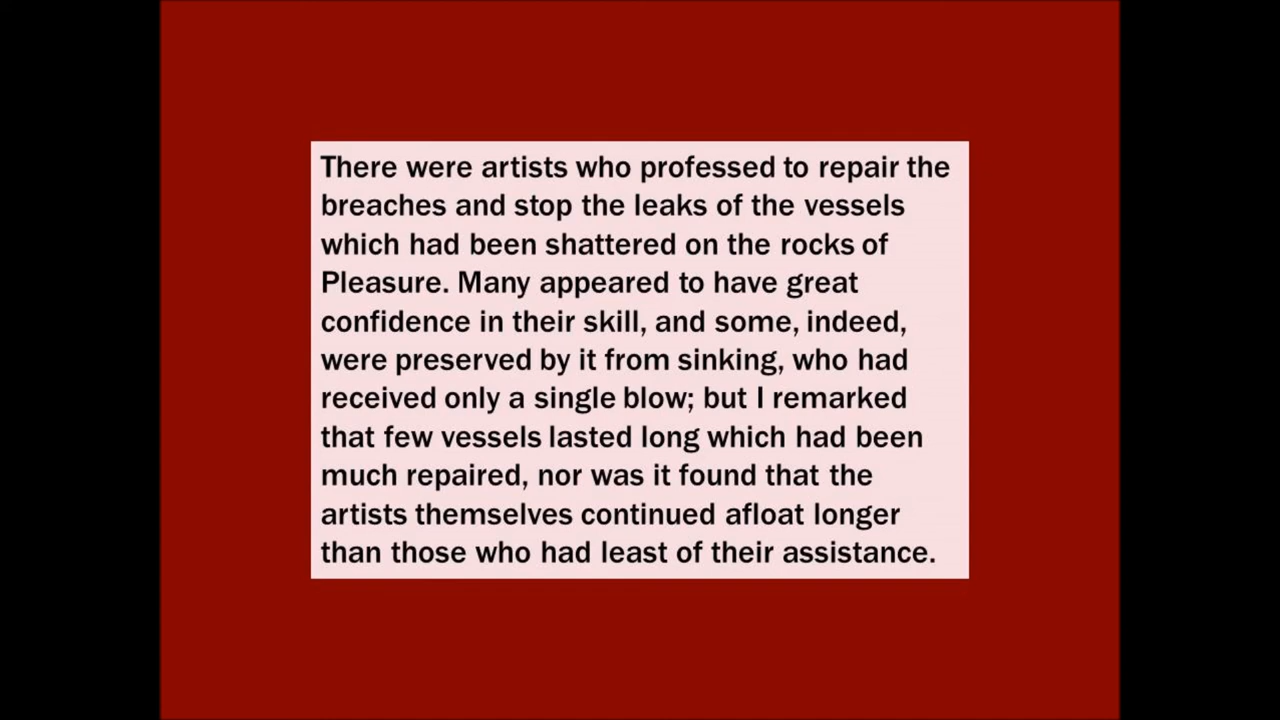 There were artists who professed to repair the
breaches and stop the leaks of the vessels
which had been shattered on the rocks of
Pleasure. Many appeared to have great
confidence in their skill, and some, indeed,
were preserved by it from sinking, who had
received only a single blow; but I remarked
that few vessels lasted long which had been
much repaired, nor was it found that the
artists themselves continued afloat longer
than those who had least of their assistance.